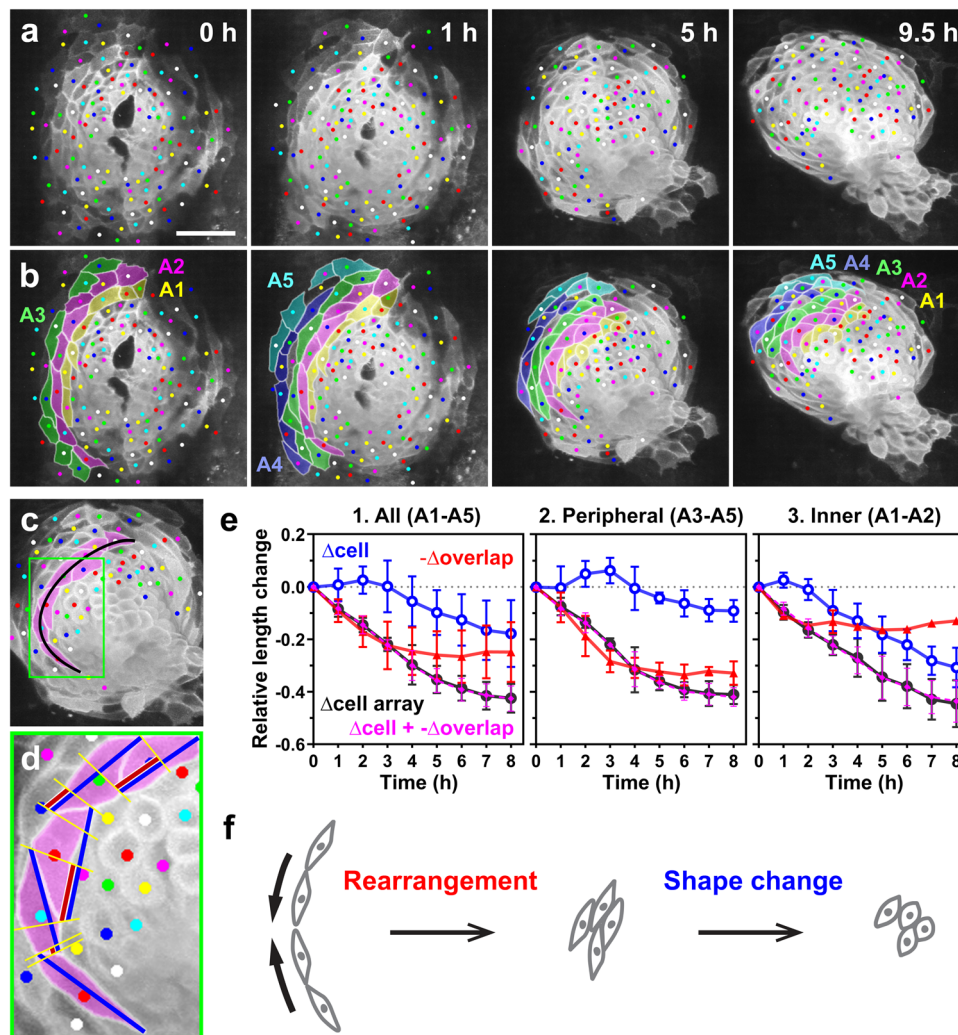 a
0 h
1 h
5 h
9.5 h
b
A3
A2
A1
A5
A4
A5 A4 A3
A2
A1
c
d
e
1. All (A1-A5)
2. Peripheral (A3-A5)
3. Inner (A1-A2)
Relative length change
0.2
0.0
-0.2
-0.4
-0.6
Δcell
-Δoverlap
Δcell array
Δcell + -Δoverlap
0 1 2 3 4 5 6 7 8
0 1 2 3 4 5 6 7 8
0 1 2 3 4 5 6 7 8
Time (h)
Time (h)
Time (h)
f
Rearrangement
Shape change